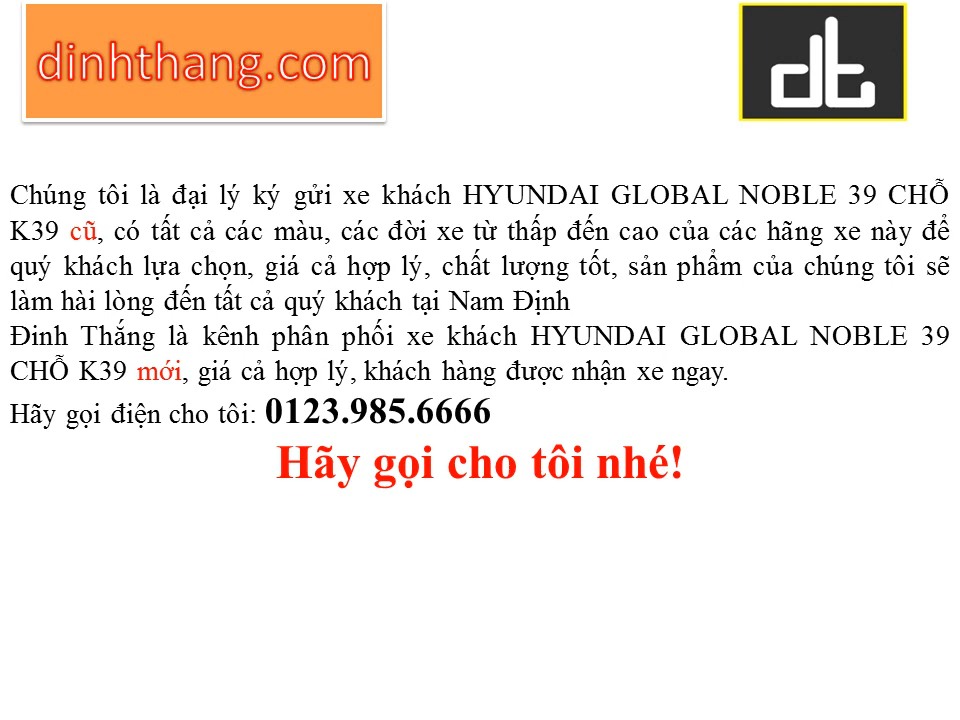 dinhthang.com
dt
Chúng tôi là đại lý ký gửi xe khách HYUNDAI GLOBAL NOBLE 39 CHỖ
K39 cũ, có tất cả các màu, các đời xe từ thấp đến cao của các hãng xe này để
quý khách lựa chọn, giá cả hợp lý, chất lượng tốt, sản phẩm của chúng tôi sẽ
làm hài lòng đến tất cả quý khách tại Nam Định
Đinh Thắng là kênh phân phối xe khách HYUNDAI GLOBAL NOBLE 39
CHỖ K39 mới, giá cả hợp lý, khách hàng được nhận xe ngay.
Hãy gọi điện cho tôi: 0123.985.6666
Hãy gọi cho tôi nhé!